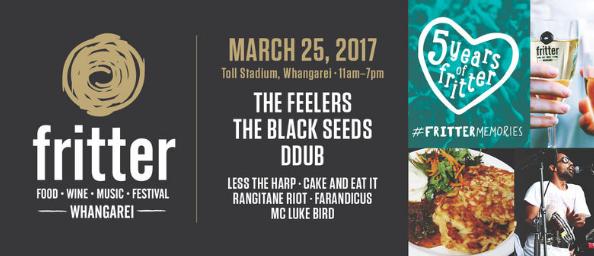 fritter
FOOD • WINE • MUSIC • FESTIVAL
WHANGAREI
MARCH 25, 2017
Toll Stadium, Whangarei • 11am–7pm
THE FEELERS
THE BLACK SEEDS
DDUB
LESS THE HARP • CAKE AND EAT IT
RANGITANE RIOT • FARANDICUS
MC LUKE BIRD
5 years
of
fritter
#FRITTERMEMORIES
fritter